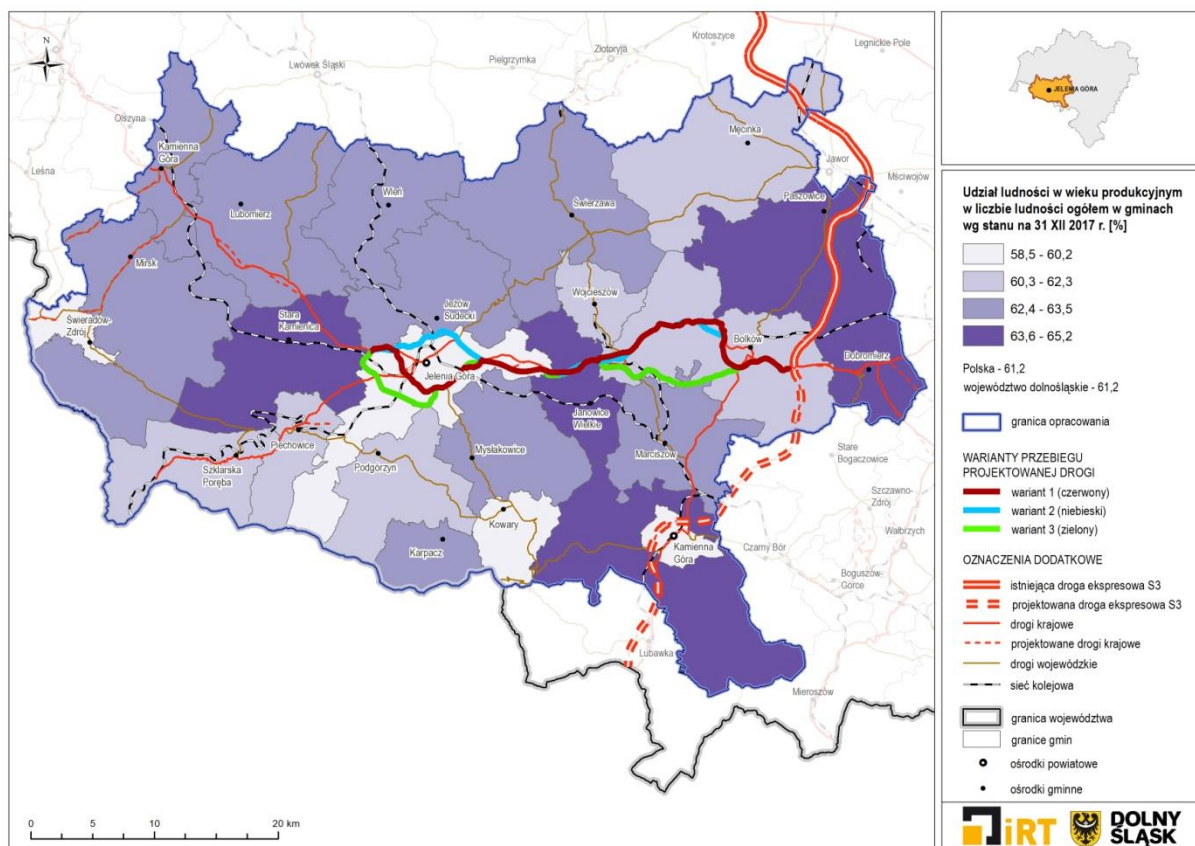 N
Krotoszyce
Legnickie Pole
Złotoryja
Lwówek Śląski
Pielgrzymka
Olszyna
Leśna
Kamienna
Góra
Męcinka
Jawor
Mściwojów
Paszowice
Lubomierz
Wleń
Świerzawa
Mirsk
Wojcieszów
Jeżów
Sudecki
Stara
Kamienica
Świeradów-
Zdrój
Bolków
Dobromierz
Jelenia Góra
Janowice
Wielkie
Marciszów
Piechowice
Mysłakowice
Podgórzyn
Szklarska
Poręba
Stare
Bogaczowice
Szczawno-
Zdrój
Wałbrzych
Kowary
Kamienna
Góra
Czarny Bór
Karpacz
Boguszów-
Gorce
Lubawka
Mieroszów
0 5 10 20 km
JELENIA GÓRA
Udział ludności w wieku produkcyjnym
w liczbie ludności ogółem w gminach
wg stanu na 31 XII 2017 r. [%]
58,5 - 60,2
60,3 - 62,3
62,4 - 63,5
63,6 - 65,2
Polska - 61,2
województwo dolnośląskie - 61,2
granica opracowania
WARIANTY PRZEBIEGU
PROJEKTOWANEJ DROGI
wariant 1 (czerwony)
wariant 2 (niebieski)
wariant 3 (zielony)
OZNACZENIA DODATKOWE
istniejąca droga ekspresowa S3
projektowana droga ekspresowa S3
drogi krajowe
projektowane drogi krajowe
drogi wojewódzkie
sieć kolejowa
granica województwa
granice gmin
ośrodki powiatowe
ośrodki gminne
iRT
DOLNY
ŚLĄSK